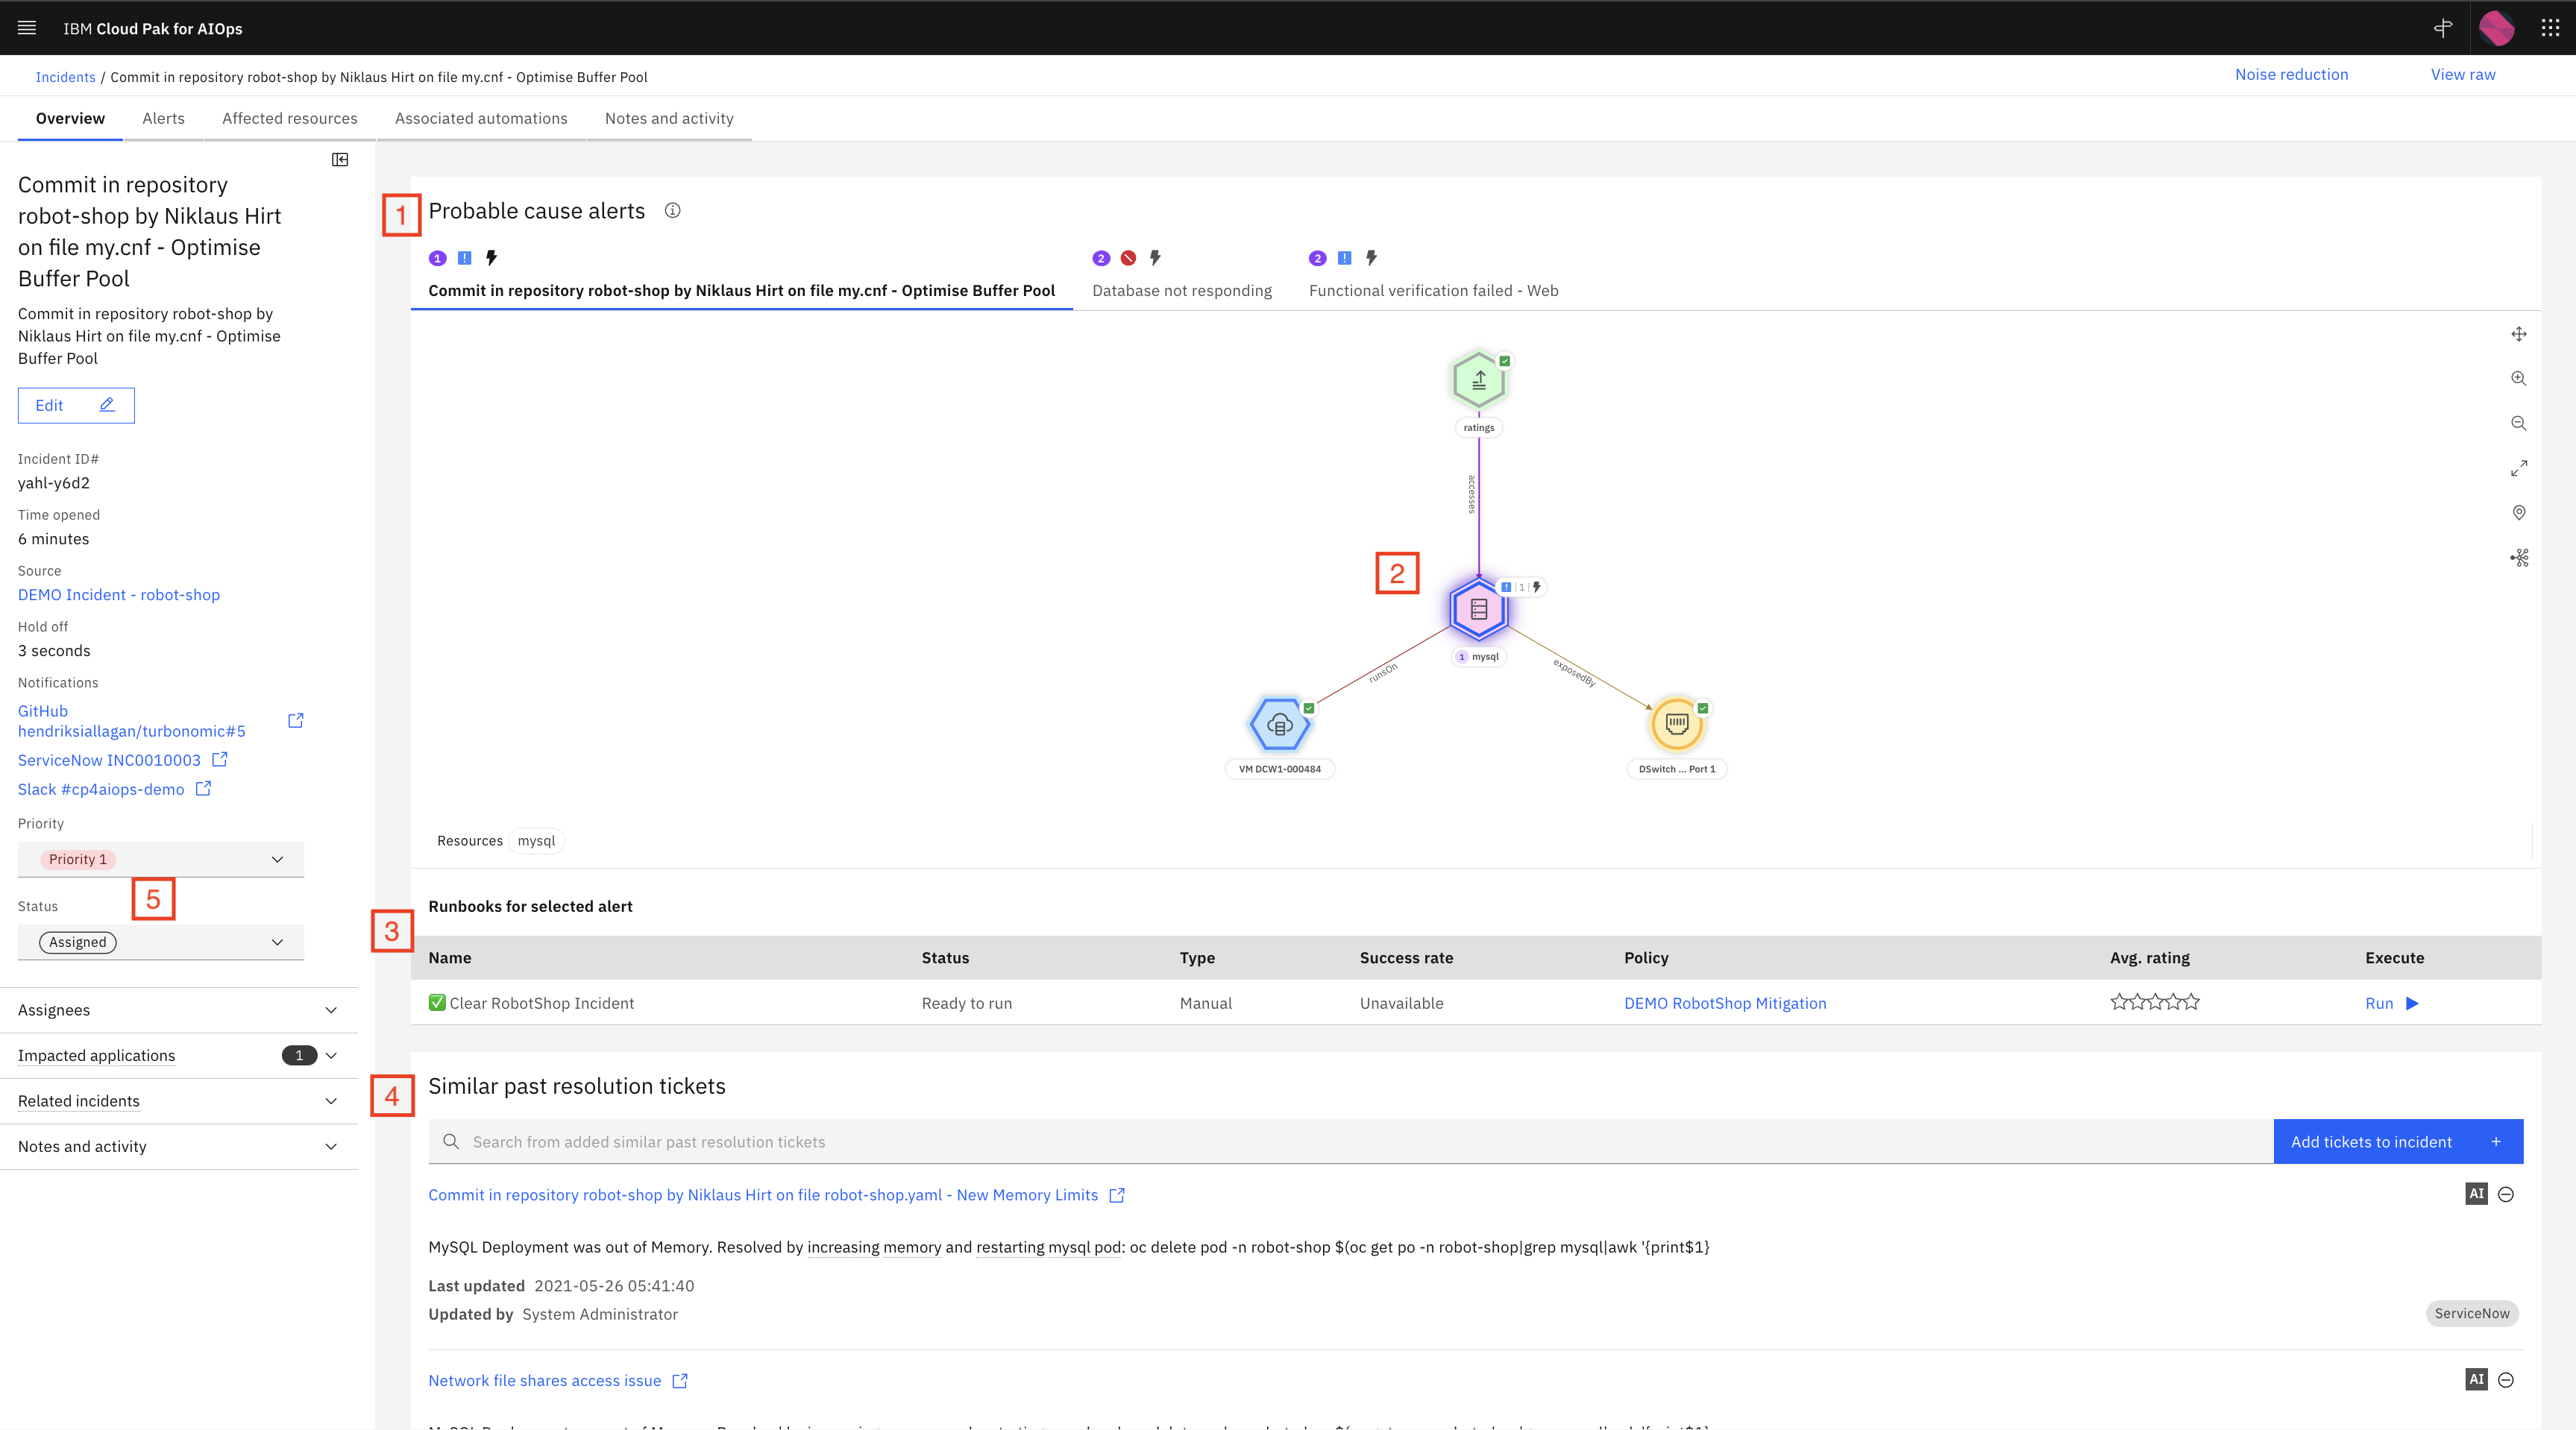 IBM Cloud Pak for AIOps
Incidents / Commit in repository robot-shop by Niklaus Hirt on file my.cnf - Optimise Buffer Pool
Noise reduction
View raw
Overview
Alerts
Affected resources
Associated automations
Notes and activity
Commit in repository
robot-shop by Niklaus Hirt
on file my.cnf - Optimise
Buffer Pool
Commit in repository robot-shop by
Niklaus Hirt on file my.cnf - Optimise
Buffer Pool
Edit
Incident ID#
yahl-y6d2
Time opened
6 minutes
Source
DEMO Incident - robot-shop
Hold off
3 seconds
Notifications
GitHub
hendriksiallagan/turbonomic#5
ServiceNow INC0010003
Slack #cp4aiops-demo
Priority
Priority 1
5
Status
Assigned
Assignees
Impacted applications
1
Related incidents
Notes and activity
1
Probable cause alerts
1
Commit in repository robot-shop by Niklaus Hirt on file my.cnf - Optimise Buffer Pool
2
Database not responding
2
Functional verification failed - Web
ratings
accesses
2
1
1 mysql
runsOn
exposedBy
VM DCW1-000484
DSwitch ... Port 1
Resources mysql
3
Runbooks for selected alert
Name Status Type Success rate Policy Avg. rating Execute
Clear RobotShop Incident Ready to run Manual Unavailable DEMO RobotShop Mitigation Run
4
Similar past resolution tickets
Search from added similar past resolution tickets
Add tickets to incident +
Commit in repository robot-shop by Niklaus Hirt on file robot-shop.yaml - New Memory Limits
AI
MySQL Deployment was out of Memory. Resolved by increasing memory and restarting mysql pod: oc delete pod -n robot-shop $(oc get po -n robot-shop|grep mysql|awk '{print$1}
Last updated 2021-05-26 05:41:40
Updated by System Administrator
ServiceNow
Network file shares access issue
AI